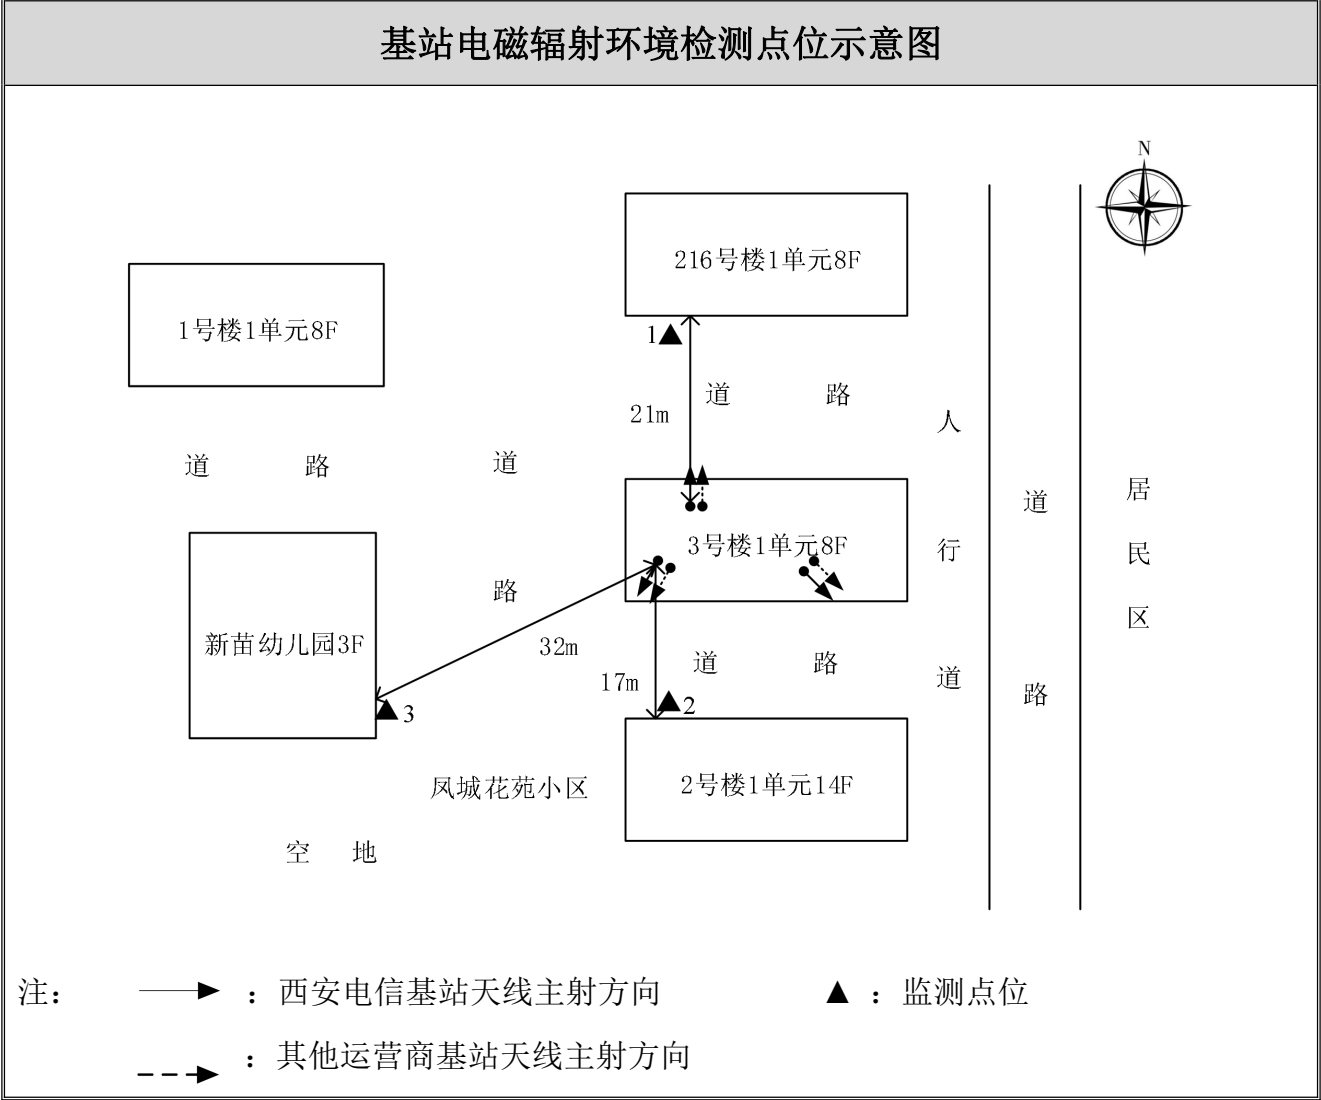 基站电磁辐射环境检测点位示意图
N
216号楼1单元8F
1号楼1单元8F
1
道 路
21m
人行道
道路
居民区
道 路
道路
3号楼1单元8F
新苗幼儿园3F
32m
道 路
17m
2
3
凤城花苑小区
2号楼1单元14F
空 地
注：
：西安电信基站天线主射方向
：监测点位
：其他运营商基站天线主射方向